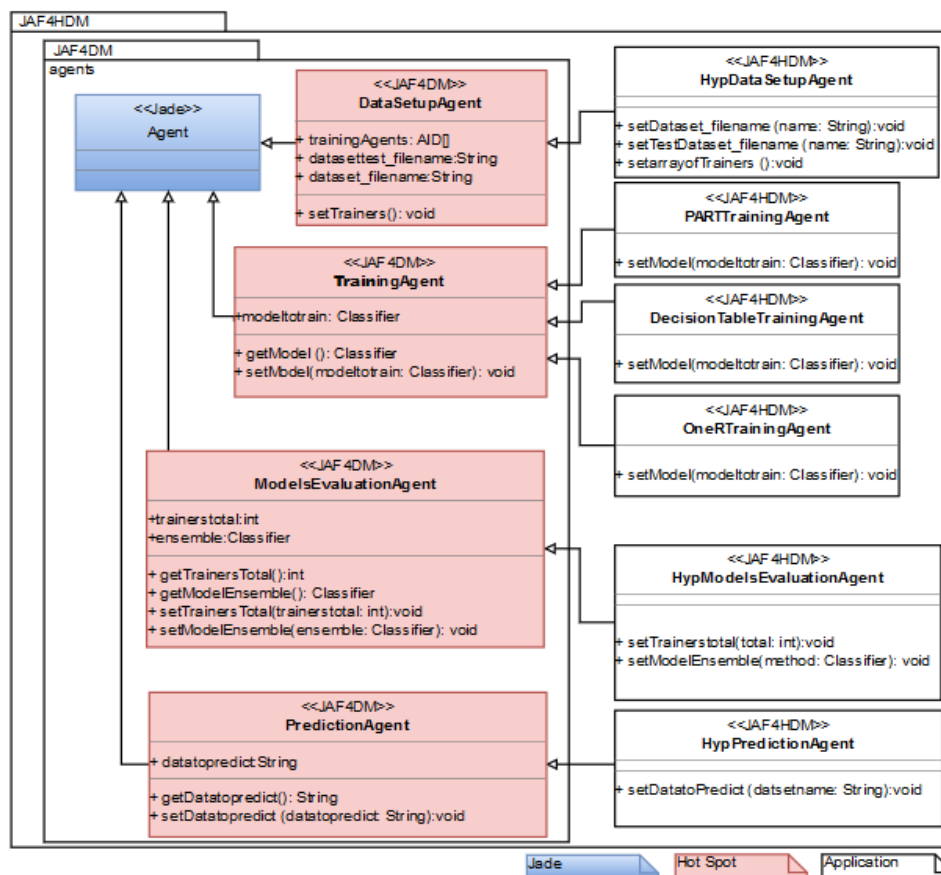 JAF4HDM
JAF4DM
agents
<<Jade>>
Agent
<<JAF4DM>>
DataSetupAgent
+ trainingAgents: AID[]
+ datasettest_filename:String
+ dataset_filename:String
+ setTrainers(): void
<<JAF4HDM>>
HypDataSetupAgent
+ setDataset_filename (name: String):void
+ setTestDataset_filename (name: String):void
+ setarrayofTrainers ():void
<<JAF4HDM>>
PARTTrainingAgent
+ setModel(modeltotrain: Classifier): void
<<JAF4DM>>
TrainingAgent
+modeltotrain: Classifier
+ getModel (): Classifier
+ setModel(modeltotrain: Classifier): void
<<JAF4HDM>>
DecisionTableTrainingAgent
+ setModel(modeltotrain: Classifier): void
<<JAF4HDM>>
OneRTrainingAgent
+ setModel(modeltotrain: Classifier): void
<<JAF4DM>>
ModelsEvaluationAgent
+trainerstotal:int
+ensemble:Classifier
+ getTrainersTotal():int
+ getModelEnsemble(): Classifier
+ setTrainersTotal(trainerstotal: int):void
+ setModelEnsemble(ensemble: Classifier): void
<<JAF4HDM>>
HypModelsEvaluationAgent
+ setTrainerstotal(total: int):void
+ setModelEnsemble(method: Classifier): void
<<JAF4DM>>
PredictionAgent
+ datatopredict:String
+ getDatatopredict(): String
+ setDatatopredict (datatopredict: String):void
<<JAF4HDM>>
HypPredictionAgent
+ setDatatoPredict (datsetname: String):void
Jade
Hot Spot
Application